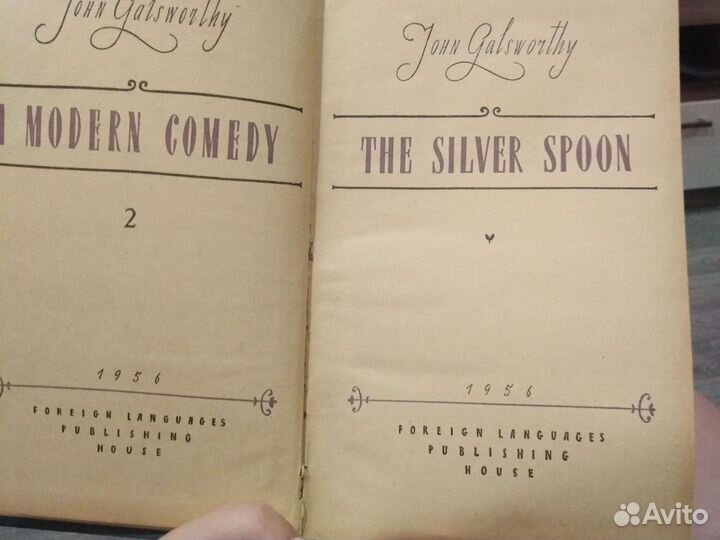 John Galsworthy
MODERN COMEDY
2
1956
FOREIGN LANGUAGES
PUBLISHING
HOUSE
John Galsworthy
THE SILVER SPOON
1956
FOREIGN LANGUAGES
PUBLISHING
HOUSE
Avito